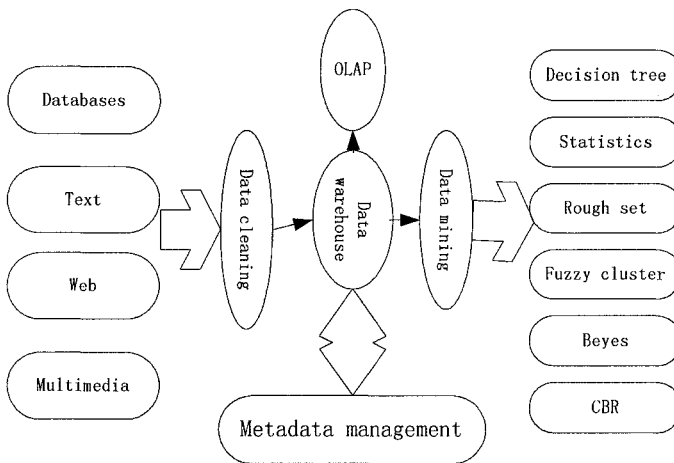 Databases
Text
Web
Multimedia
Data cleaning
OLAP
Data
warehouse
Metadata management
Data mining
Decision tree
Statistics
Rough set
Fuzzy cluster
Beyes
CBR